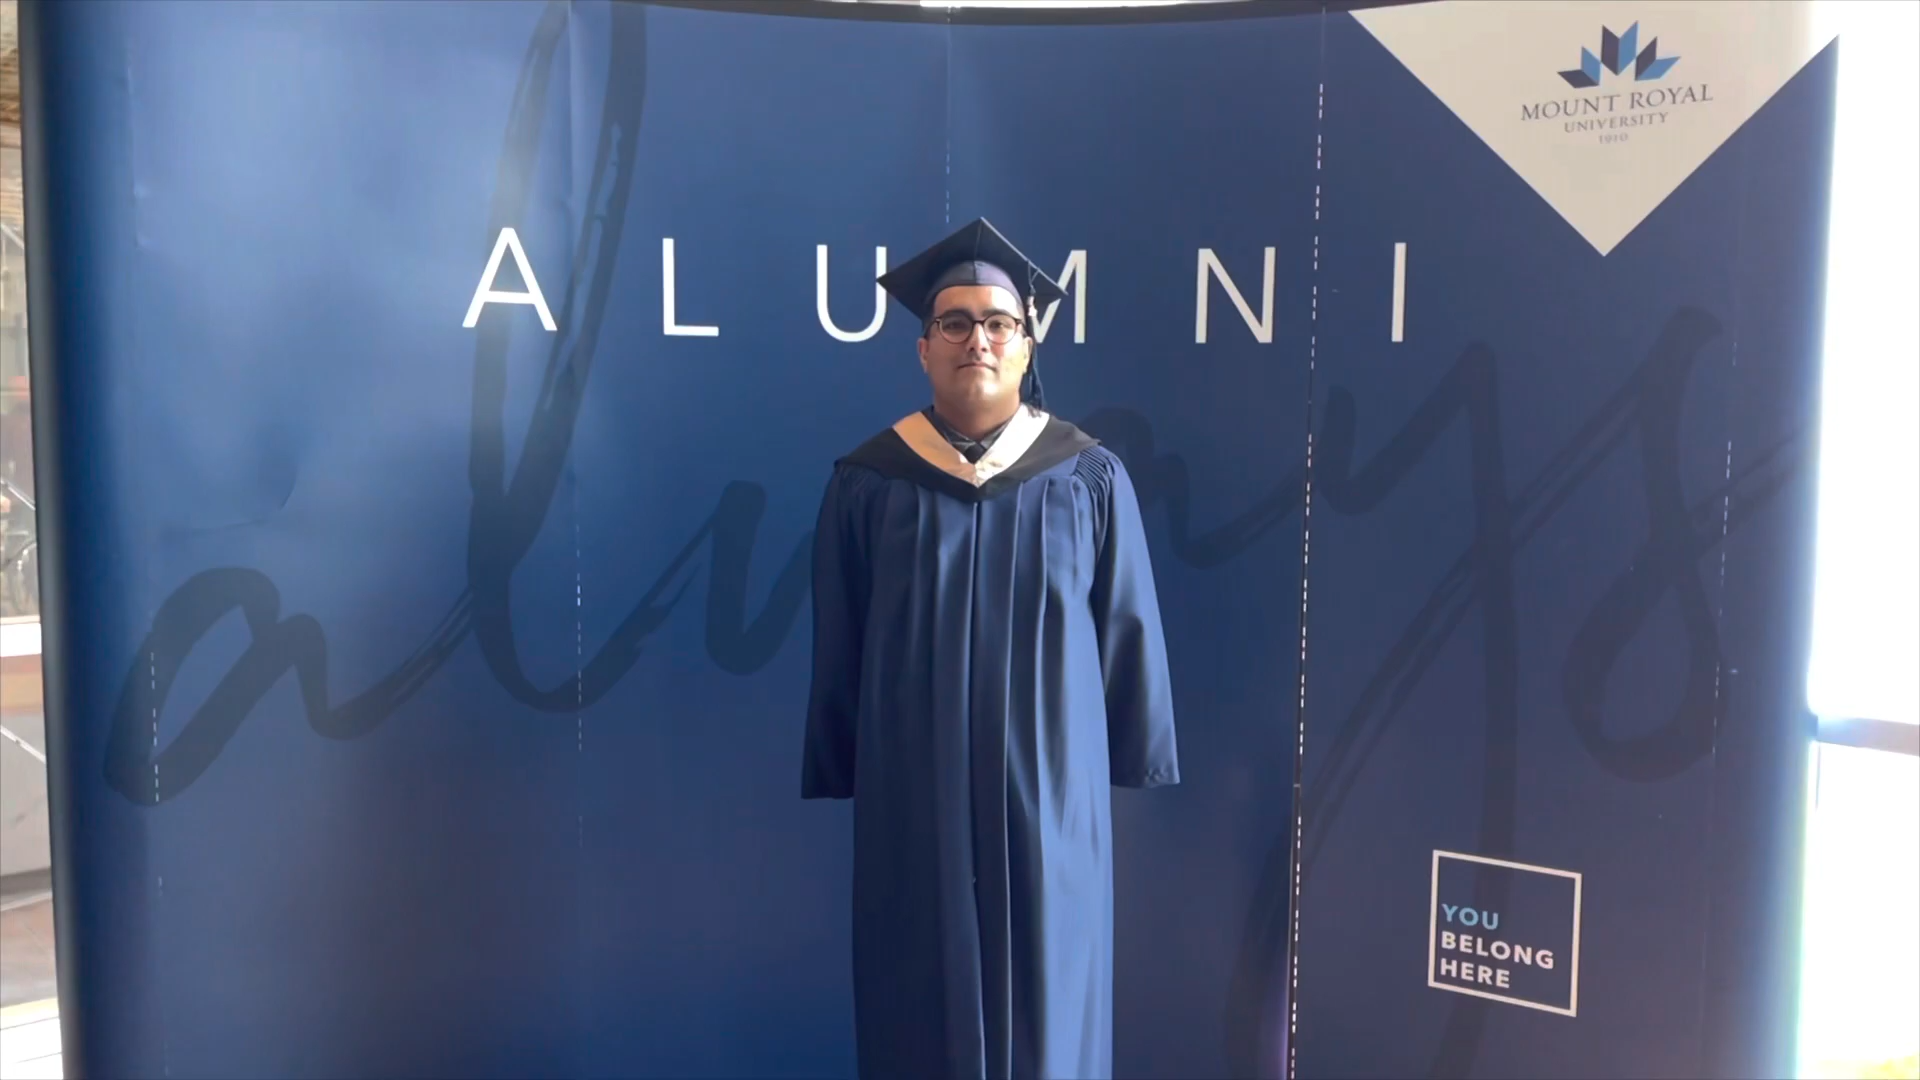 ALUMNI
always
MOUNT ROYAL
UNIVERSITY
1910
YOU
BELONG
HERE